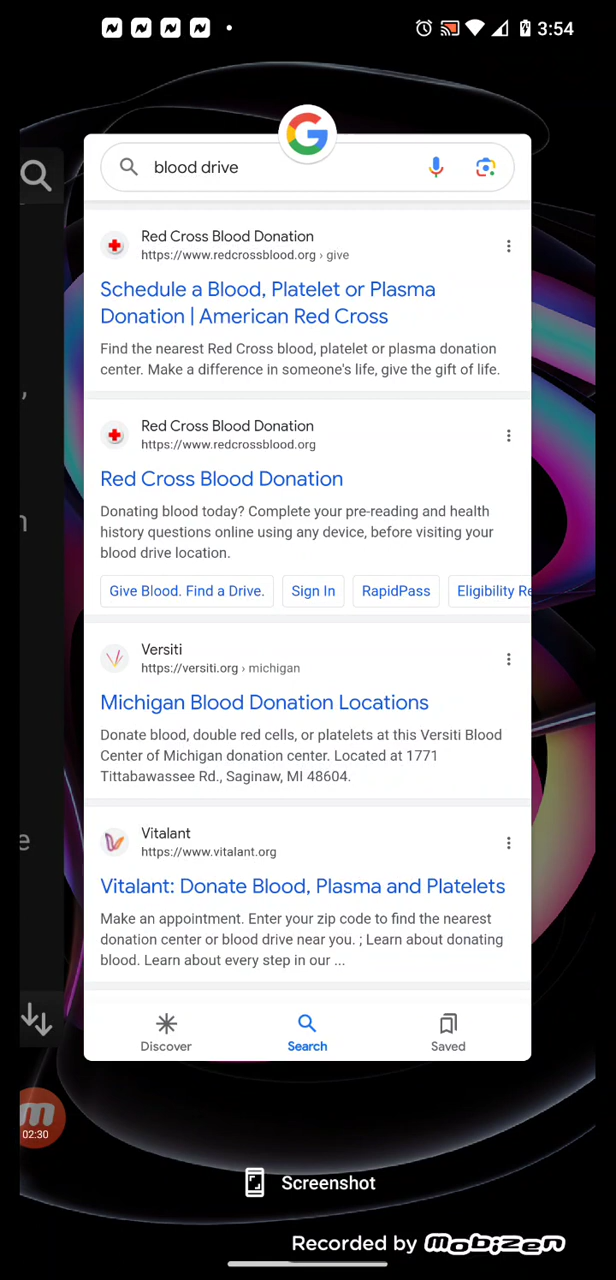 3:54
blood drive
Red Cross Blood Donation
https://www.redcrossblood.org › give
Schedule a Blood, Platelet or Plasma
Donation | American Red Cross
Find the nearest Red Cross blood, platelet or plasma donation
center. Make a difference in someone's life, give the gift of life.
Red Cross Blood Donation
https://www.redcrossblood.org
Red Cross Blood Donation
Donating blood today? Complete your pre-reading and health
history questions online using any device, before visiting your
blood drive location.
Give Blood. Find a Drive. Sign In RapidPass Eligibility Re
Versiti
https://versiti.org › michigan
Michigan Blood Donation Locations
Donate blood, double red cells, or platelets at this Versiti Blood
Center of Michigan donation center. Located at 1771
Tittabawassee Rd., Saginaw, MI 48604.
Vitalant
https://www.vitalant.org
Vitalant: Donate Blood, Plasma and Platelets
Make an appointment. Enter your zip code to find the nearest
donation center or blood drive near you. ; Learn about donating
blood. Learn about every step in our ...
Discover Search Saved
02:30
Screenshot
Recorded by mobizen